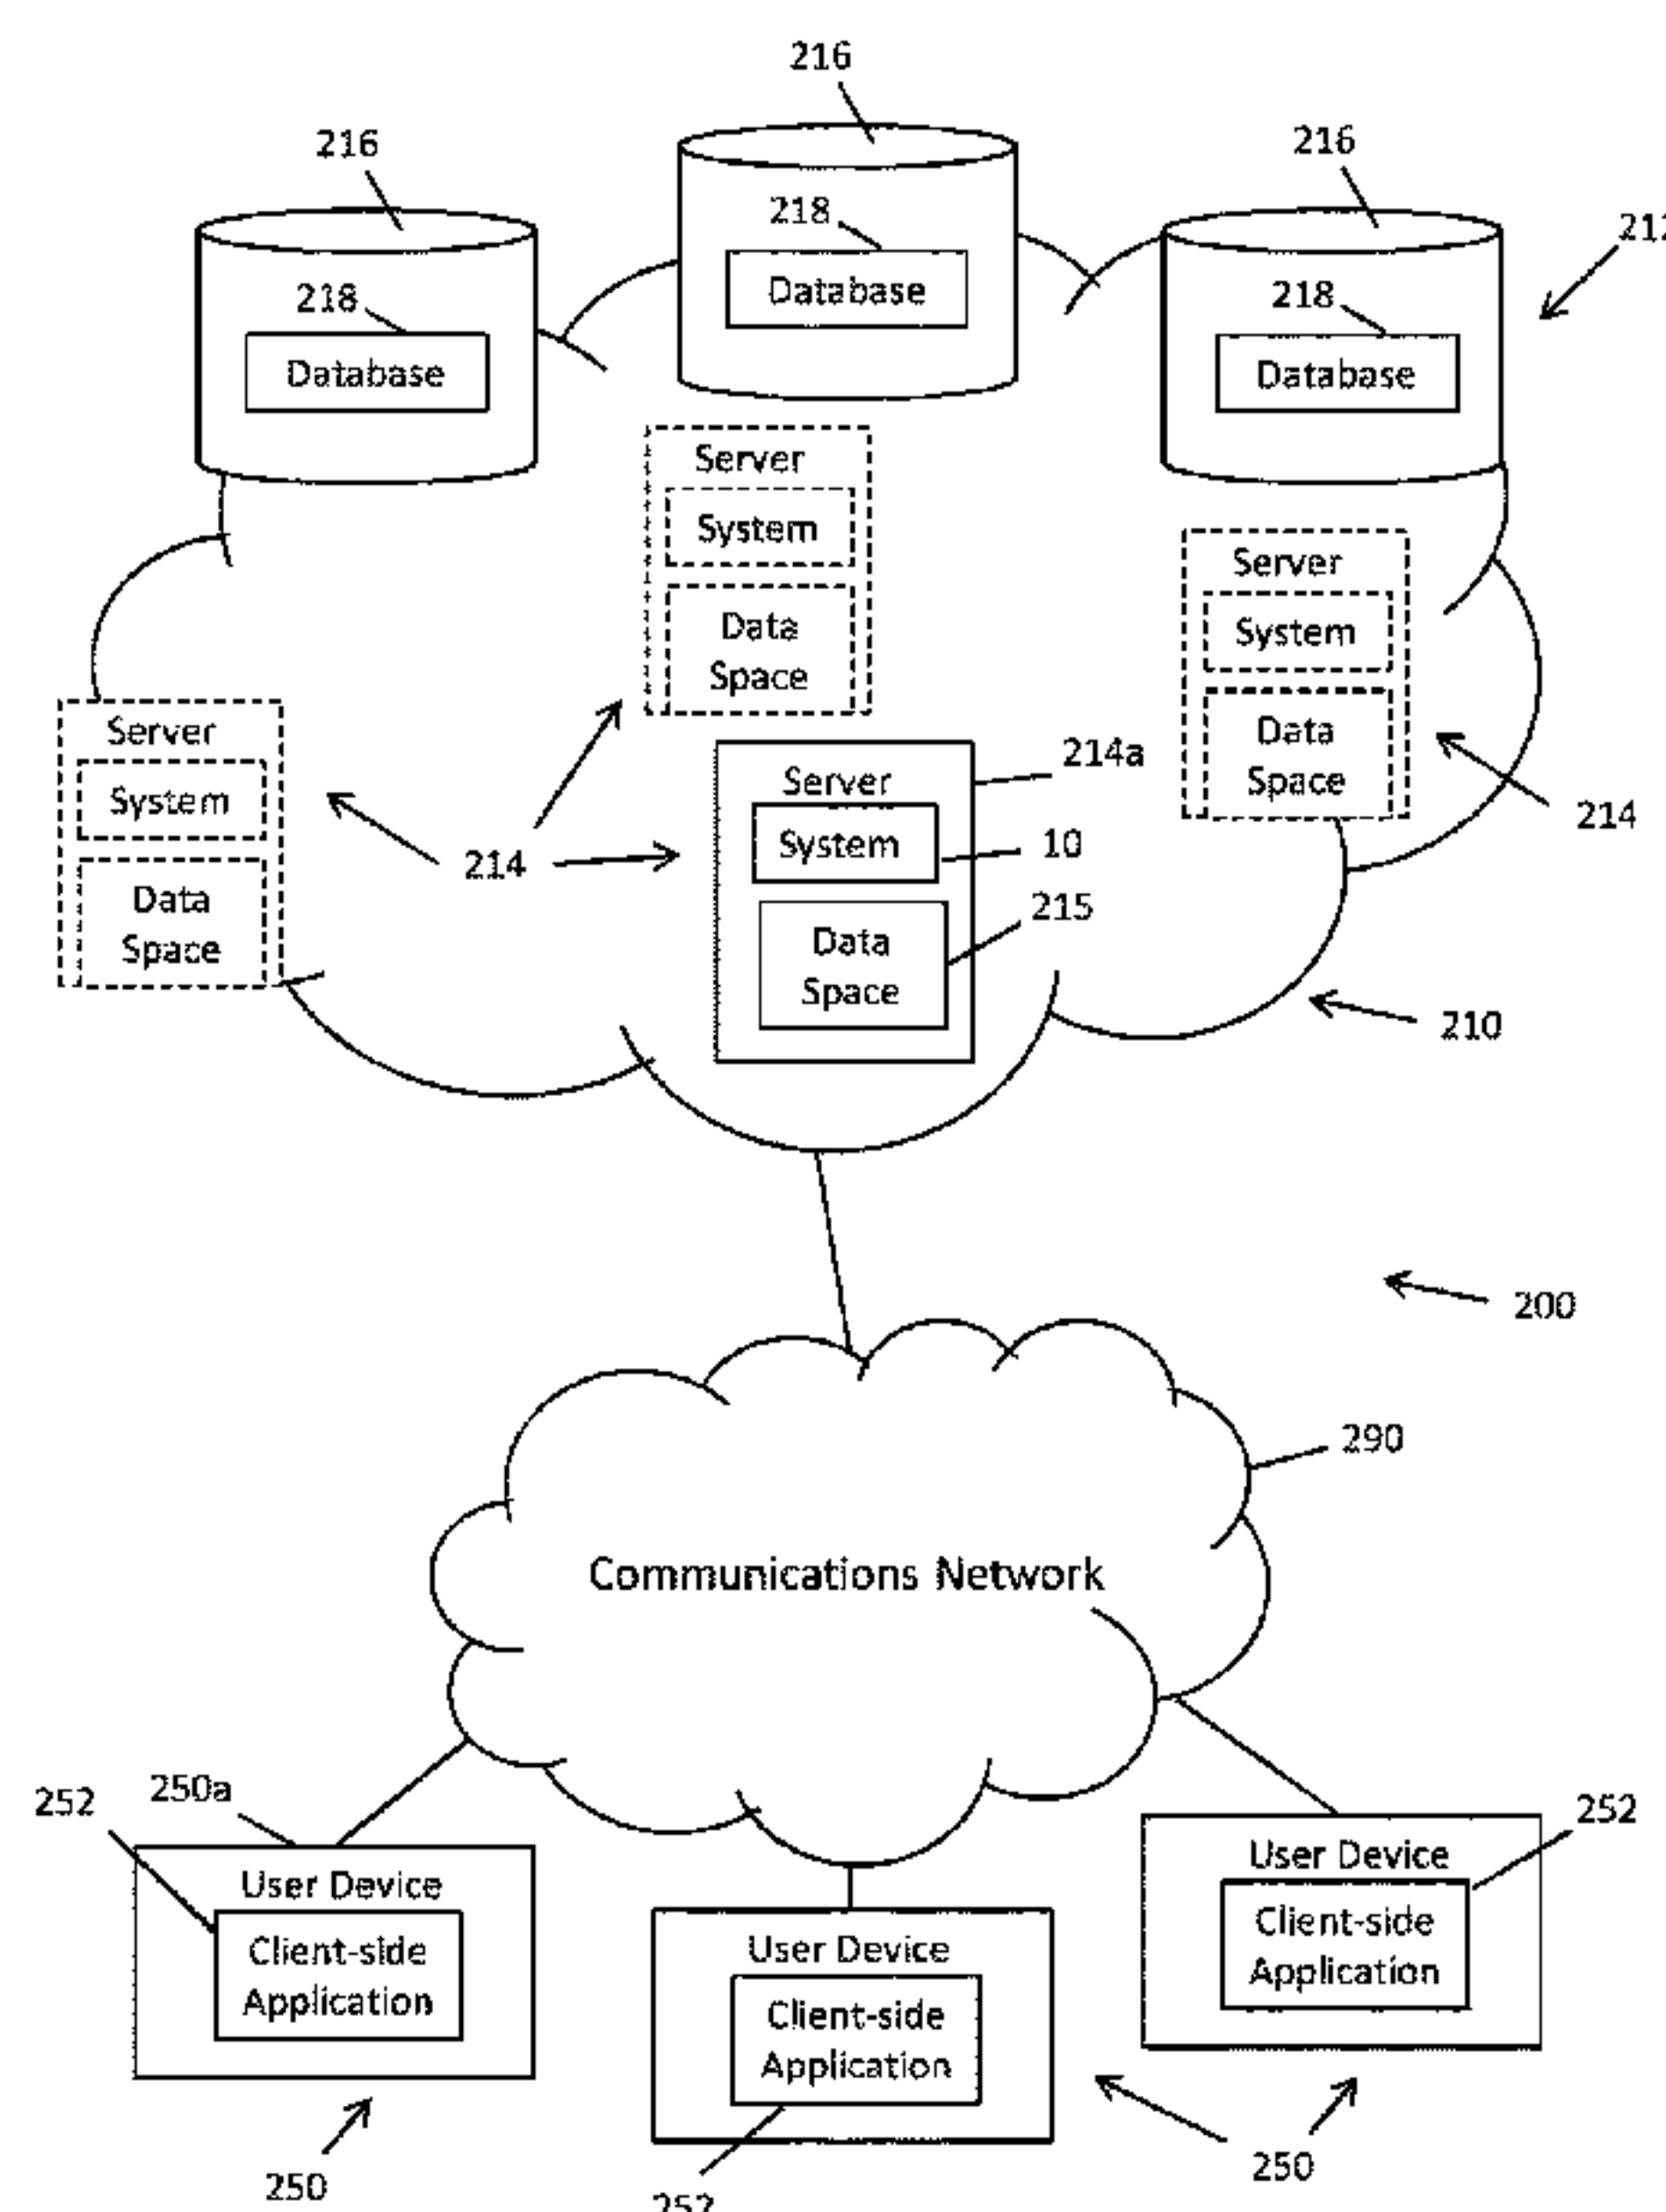 216
216
216
212
218
218
218
Database
Database
Database
Server
System
Data
Space
Server
System
Data
Space
Server
System
Data
Space
214a
Server
System
10
214
214
215
Data
Space
210
200
290
Communications Network
252
250a
252
User Device
Client-side
Application
User Device
Client-side
Application
User Device
Client-side
Application
250
250
252